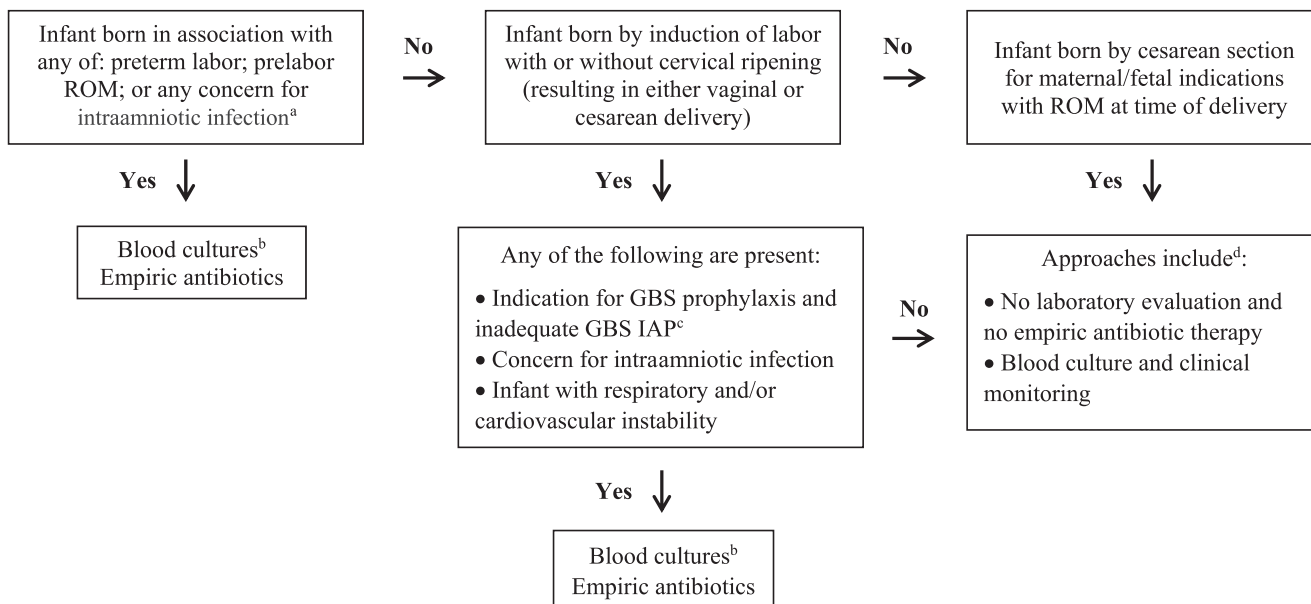 Infant born in association with
any of: preterm labor; prelabor
ROM; or any concern for
intraamniotic infectionᵃ
No
Infant born by induction of labor
with or without cervical ripening
(resulting in either vaginal or
cesarean delivery)
No
Infant born by cesarean section
for maternal/fetal indications
with ROM at time of delivery
Yes
Yes
Yes
Blood culturesᵇ
Empiric antibiotics
Any of the following are present:
• Indication for GBS prophylaxis and
inadequate GBS IAPᶜ
• Concern for intraamniotic infection
• Infant with respiratory and/or
cardiovascular instability
No
Approaches includeᵈ:
• No laboratory evaluation and
no empiric antibiotic therapy
• Blood culture and clinical
monitoring
Yes
Blood culturesᵇ
Empiric antibiotics